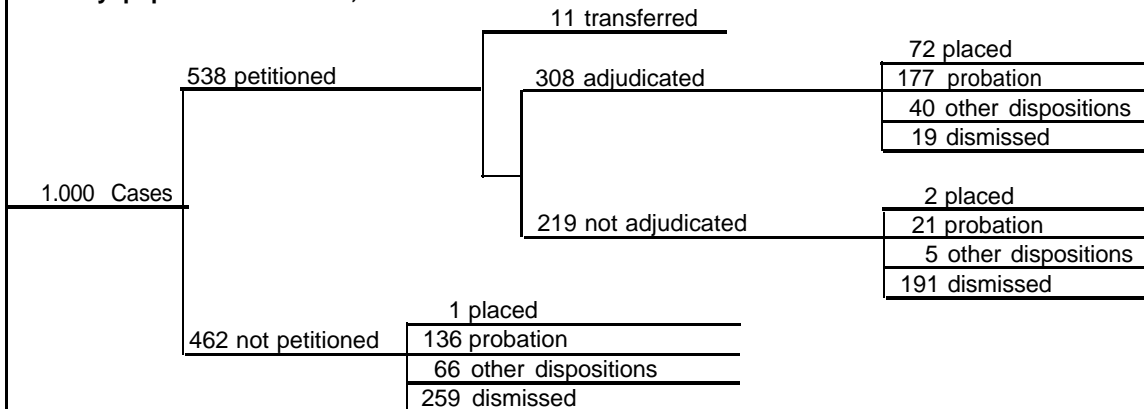 11 transferred
72 placed
538 petitioned
308 adjudicated
177 probation
40 other dispositions
19 dismissed
1.000 Cases
2 placed
219 not adjudicated
21 probation
5 other dispositions
191 dismissed
1 placed
462 not petitioned
136 probation
66 other dispositions
259 dismissed